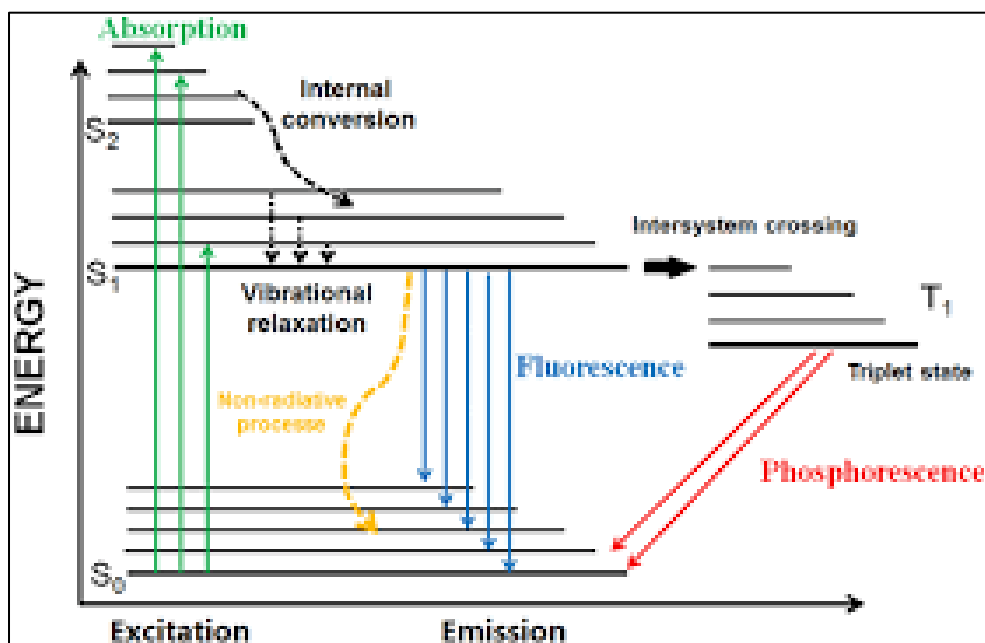 Absorption
Internal
conversion
S2
Intersystem crossing
S1
T1
Vibrational
relaxation
Triplet state
Fluorescence
Non-radiative
processe
Phosphorescence
ENERGY
S0
Excitation
Emission